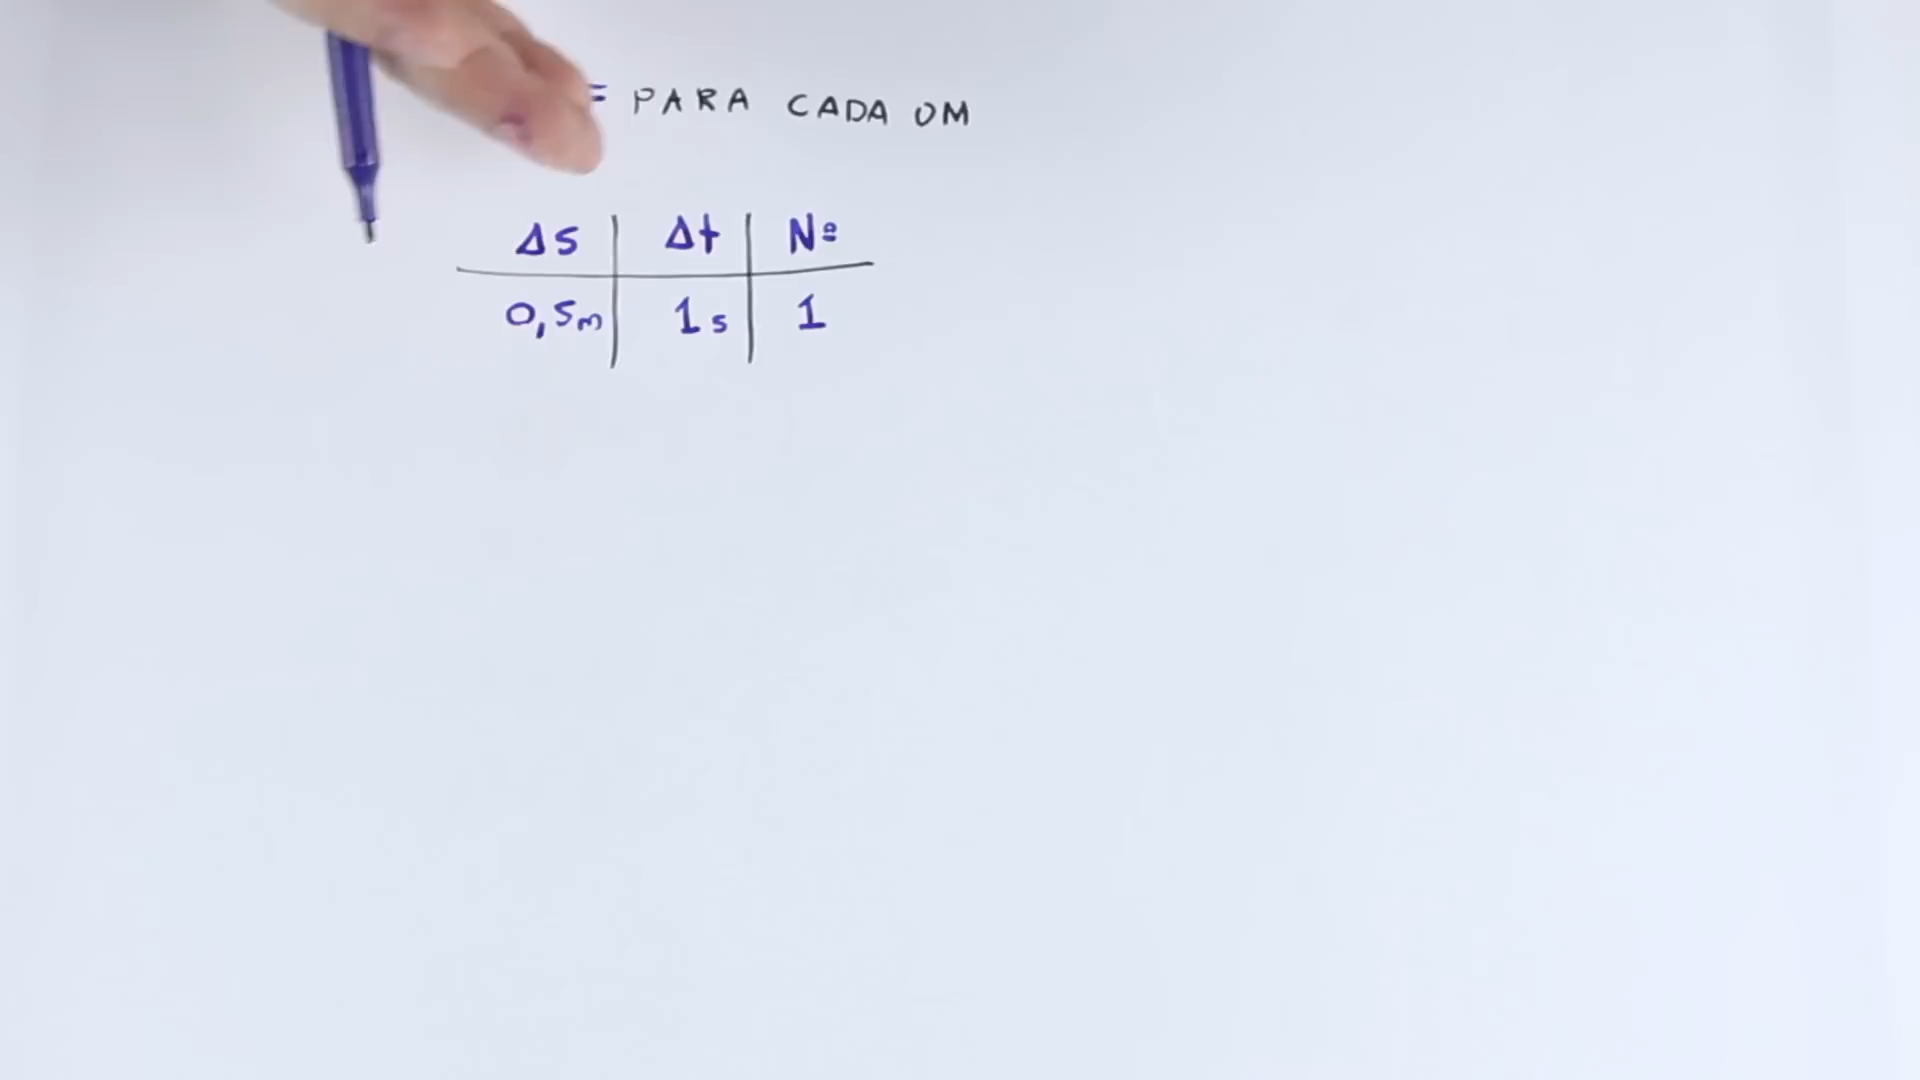 = PARA CADA UM
Δs Δt Nº
0,5m 1s 1